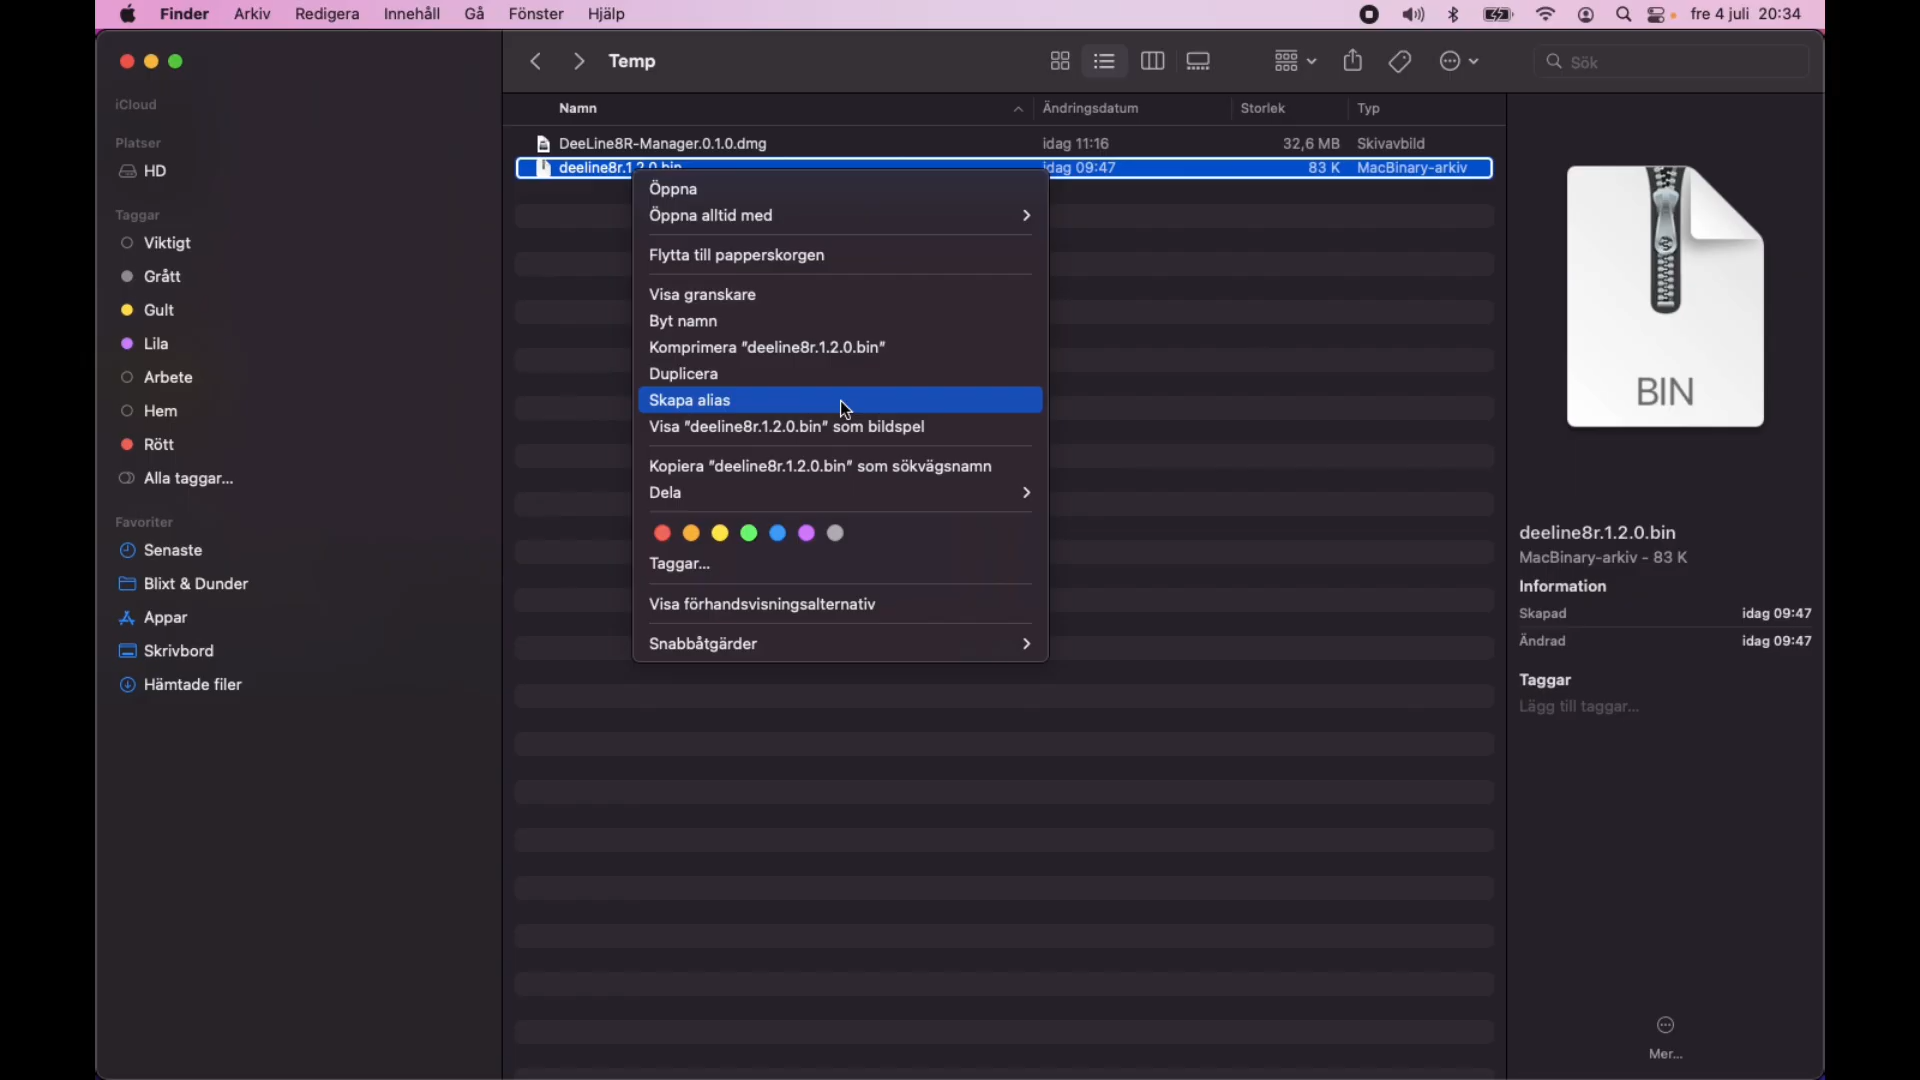 Finder Arkiv Redigera Innehåll Gå Fönster Hjälp fre 4 juli 20:34
Temp
Sök
iCloud
Platser
HD
Taggar
Viktigt
Grått
Gult
Lila
Arbete
Hem
Rött
Alla taggar...
Favoriter
Senaste
Blixt & Dunder
Appar
Skrivbord
Hämtade filer
Namn Ändringsdatum Storlek Typ
DeeLine8R-Manager.0.1.0.dmg idag 11:16 32,6 MB Skivavbild
deeline8r.1.2.0.bin idag 09:47 83 K MacBinary-arkiv
Öppna
Öppna alltid med
Flytta till papperskorgen
Visa granskare
Byt namn
Komprimera "deeline8r.1.2.0.bin"
Duplicera
Skapa alias
Visa "deeline8r.1.2.0.bin" som bildspel
Kopiera "deeline8r.1.2.0.bin" som sökvägsnamn
Dela
Taggar...
Visa förhandsvisningsalternativ
Snabbåtgärder
BIN
deeline8r.1.2.0.bin
MacBinary-arkiv - 83 K
Information
Skapad idag 09:47
Ändrad idag 09:47
Taggar
Lägg till taggar...
Mer...